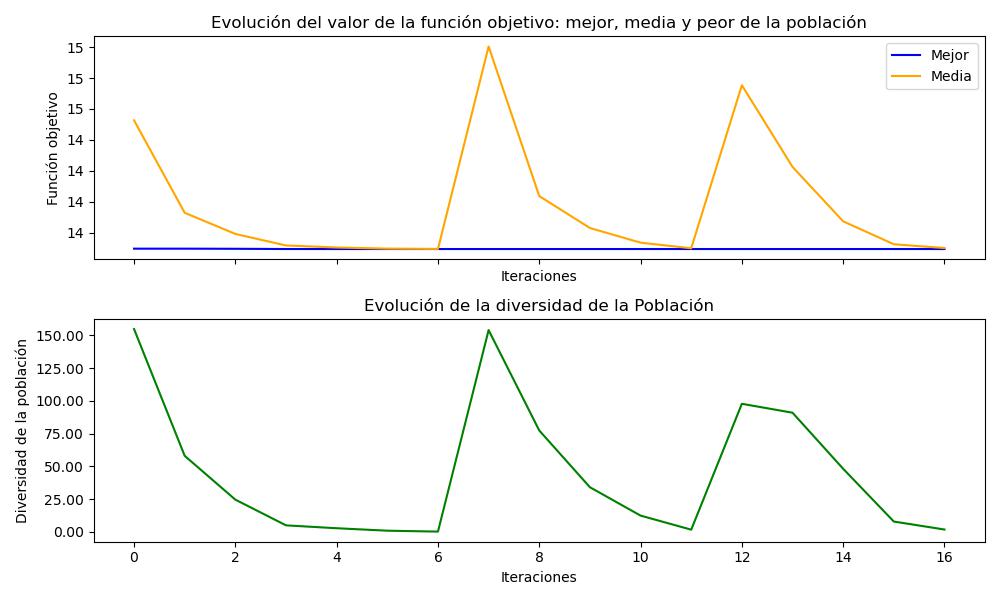 Evolución del valor de la función objetivo: mejor, media y peor de la población
15
15
15
14
14
14
14
Función objetivo
Mejor
Media
Iteraciones
Evolución de la diversidad de la Población
150.00
125.00
100.00
75.00
50.00
25.00
0.00
Diversidad de la población
0 2 4 6 8 10 12 14 16
Iteraciones